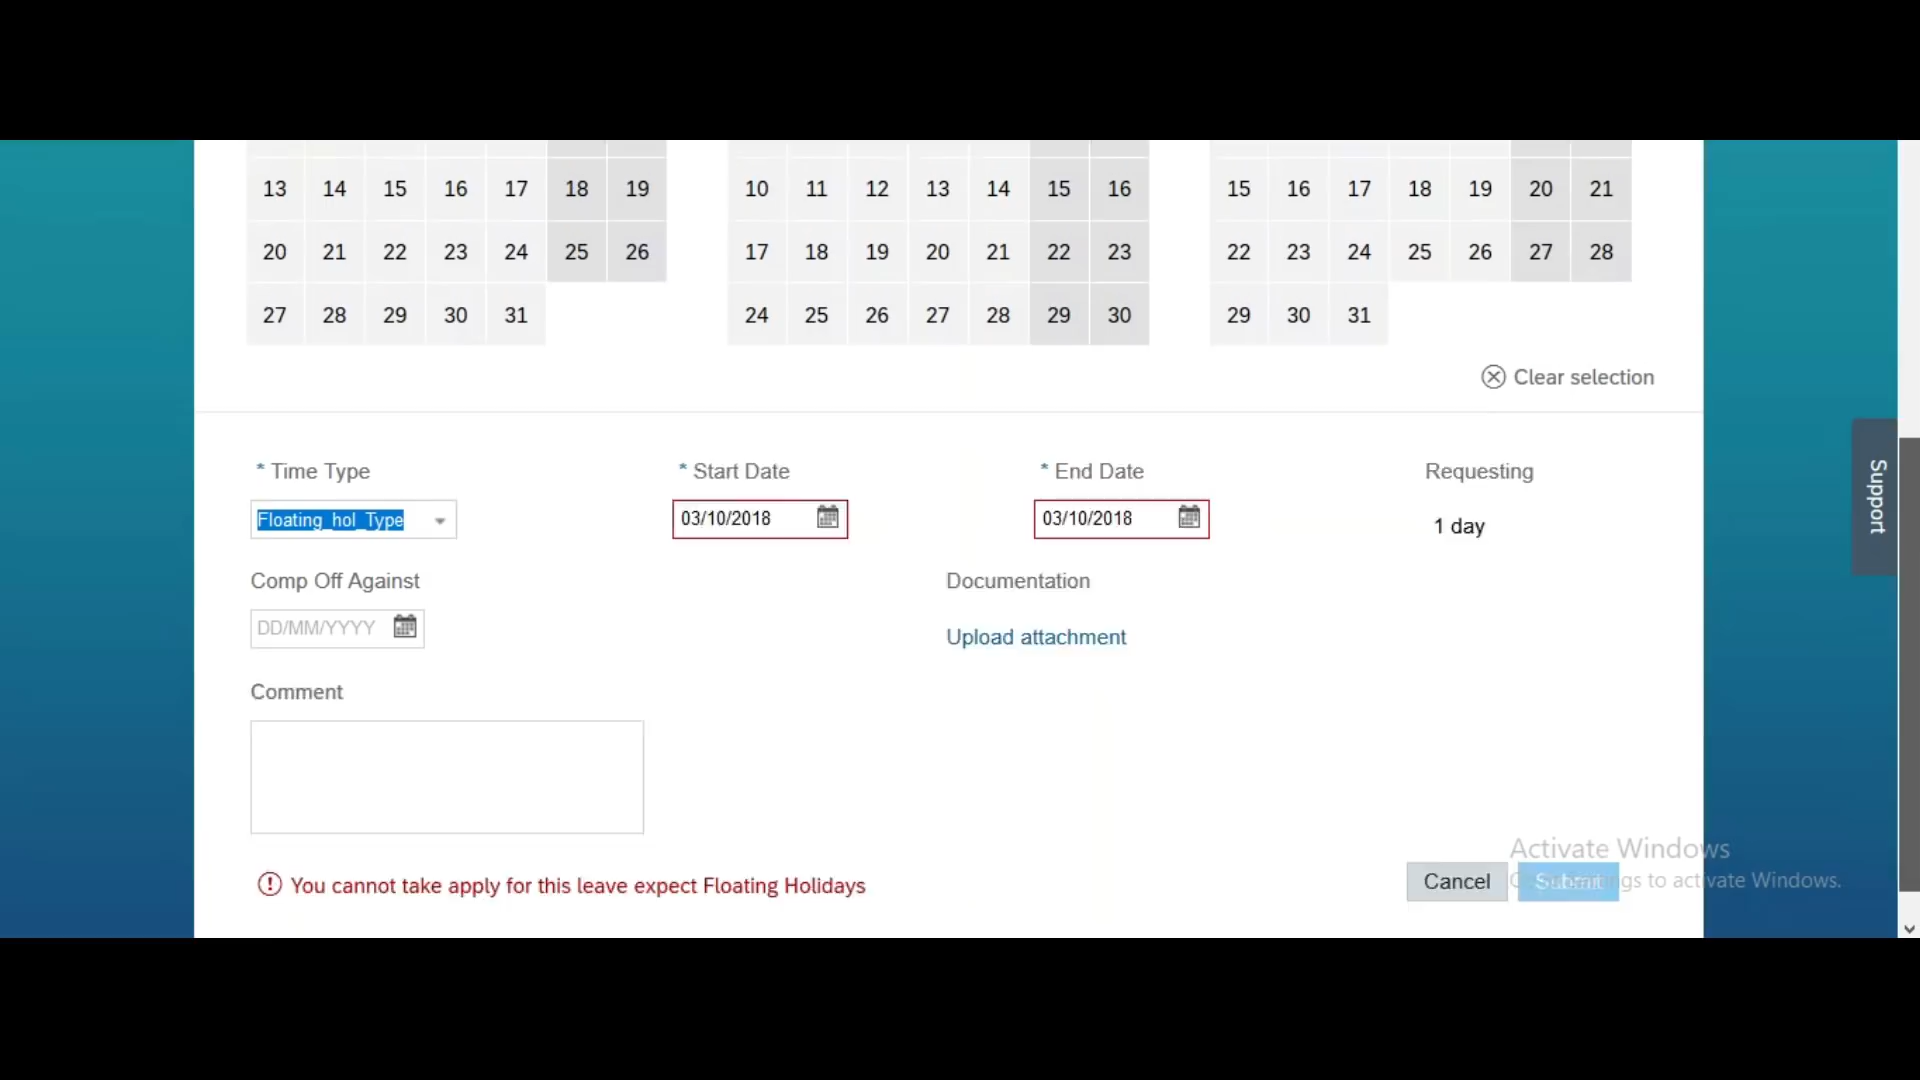 13 14 15 16 17 18 19 10 11 12 13 14 15 16 15 16 17 18 19 20 21
20 21 22 23 24 25 26 17 18 19 20 21 22 23 22 23 24 25 26 27 28
27 28 29 30 31 24 25 26 27 28 29 30 29 30 31
Clear selection
* Time Type * Start Date * End Date Requesting
Floating_hol_Type 03/10/2018 03/10/2018 1 day
Support
Comp Off Against Documentation
DD/MM/YYYY Upload attachment
Comment
Activate Windows
You cannot take apply for this leave expect Floating Holidays Cancel Submit
to activate Windows.